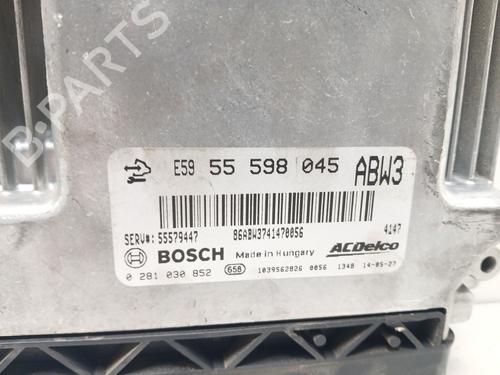 B-PARTS
E59 55 598 045 ABW3
SERV#: 55579447 86ABW3741470056 4147
BOSCH Made in Hungary ACDelco
0 281 030 852 658 1039S62826 0056 1348 14-05-27